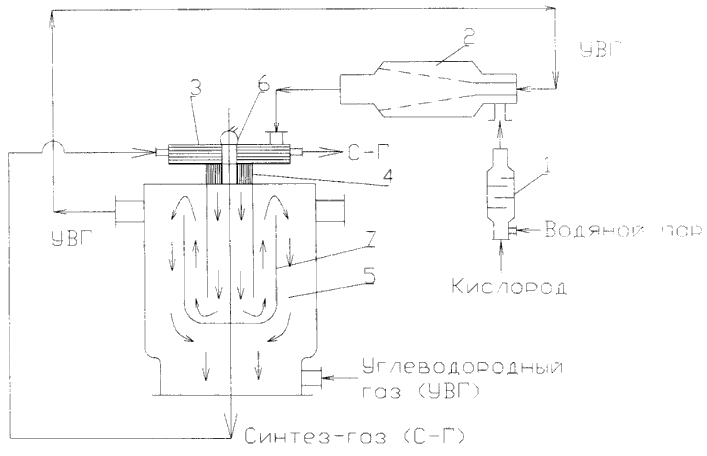 2
УВГ
3
6
С-Г
4
1
УВГ
Водяной пар
7
5
Кислород
Углеводородный
газ (УВГ)
Синтез-газ (С-Г)